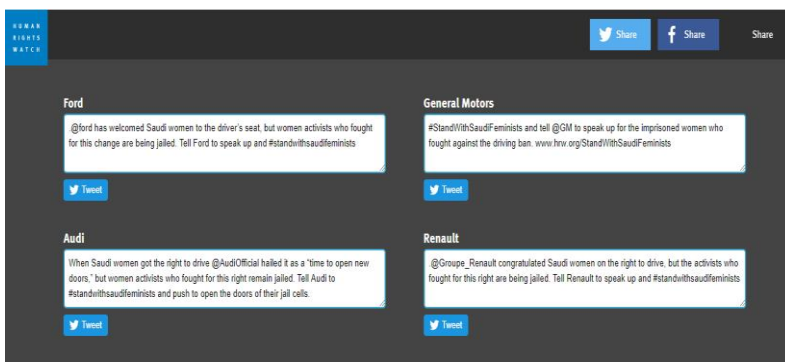 HUMAN
RIGHTS
WATCH
Share
Share
Share
Ford
.@ford has welcomed Saudi women to the driver's seat, but women activists who fought
for this change are being jailed. Tell Ford to speak up and #standwithsaudifeminists
Tweet
General Motors
#StandWithSaudiFeminists and tell @GM to speak up for the imprisoned women who
fought against the driving ban. www.hrw.org/StandWithSaudiFeminists
Tweet
Audi
When Saudi women got the right to drive @AudiOfficial hailed it as a "time to open new
doors," but women activists who fought for this right remain jailed. Tell Audi to
#standwithsaudifeminists and push to open the doors of their jail cells.
Tweet
Renault
.@Groupe_Renault congratulated Saudi women on the right to drive, but the activists who
fought for this right are being jailed. Tell Renault to speak up and #standwithsaudifeminists
Tweet